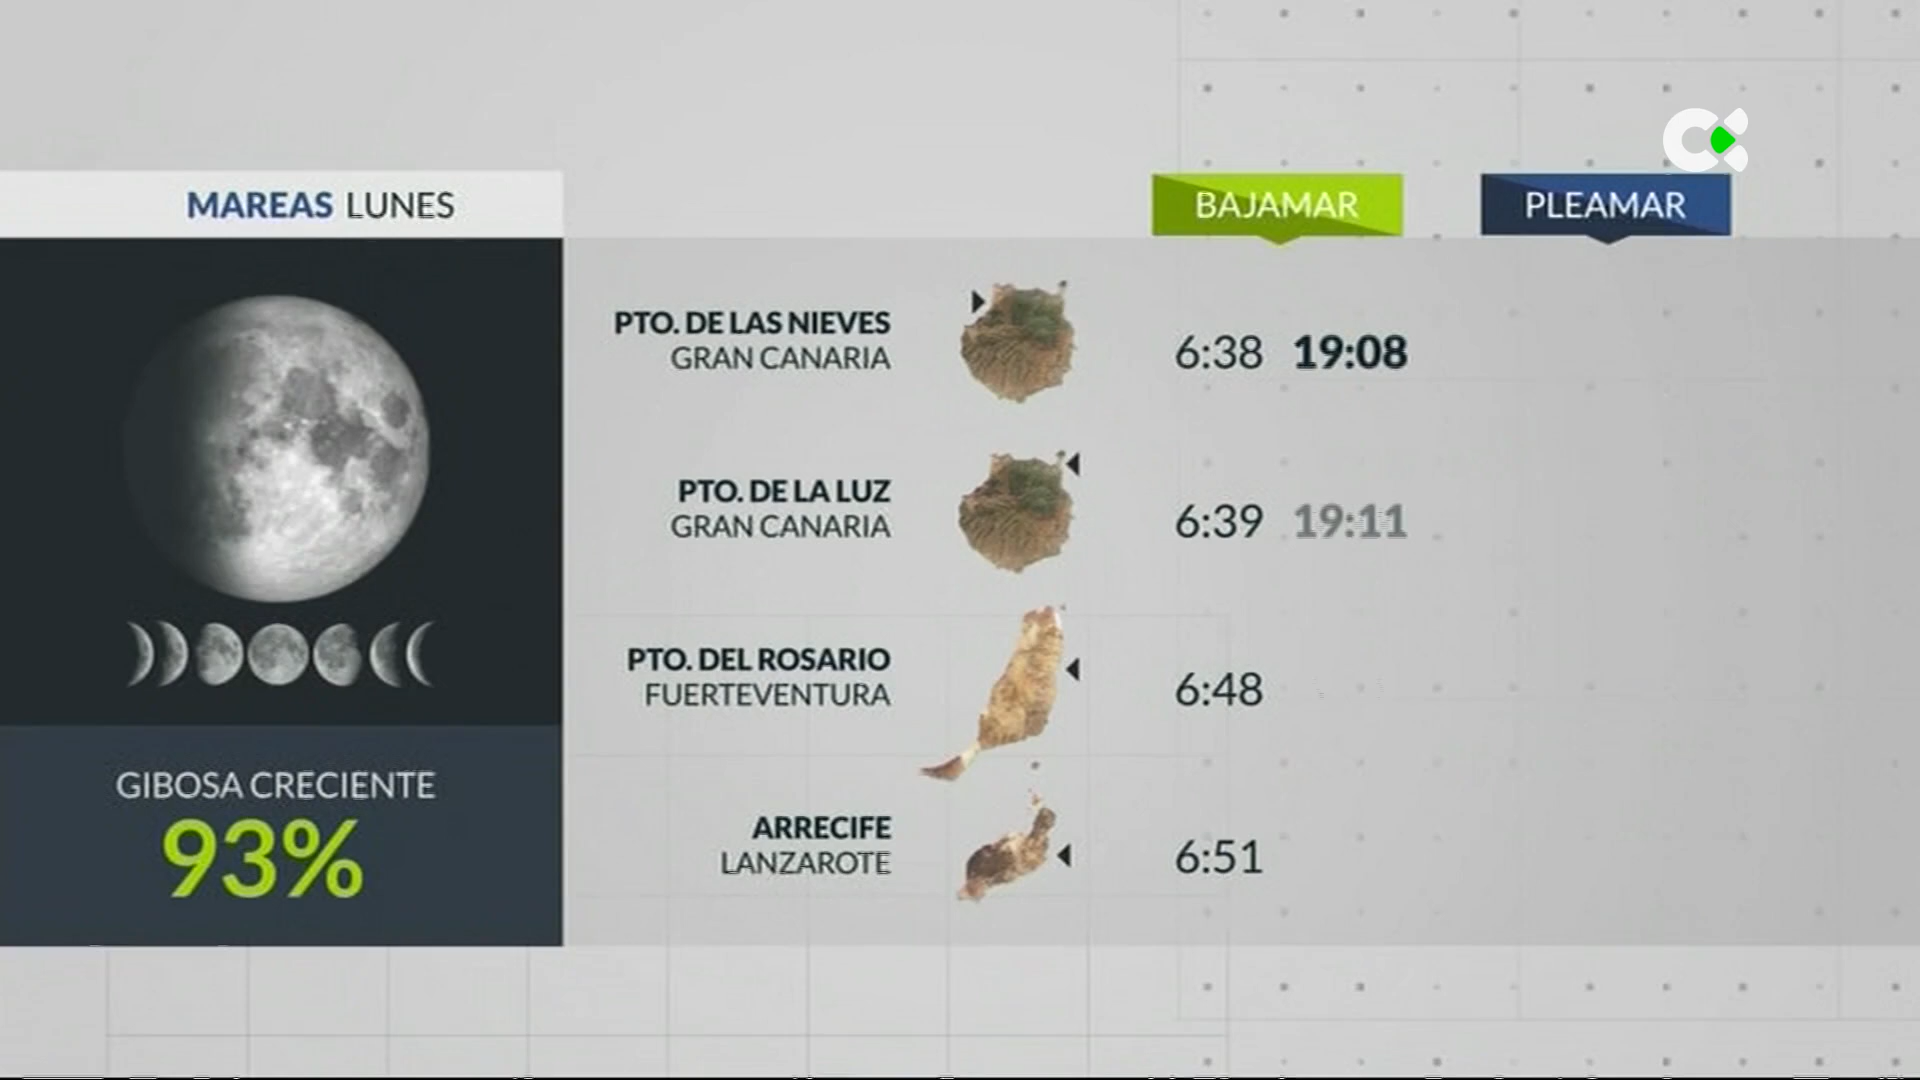 MAREAS LUNES
BAJAMAR
PLEAMAR
PTO. DE LAS NIEVES
GRAN CANARIA
6:38 19:08
PTO. DE LA LUZ
GRAN CANARIA
6:39 19:11
PTO. DEL ROSARIO
FUERTEVENTURA
6:48
ARRECIFE
LANZAROTE
6:51
GIBOSA CRECIENTE
93%